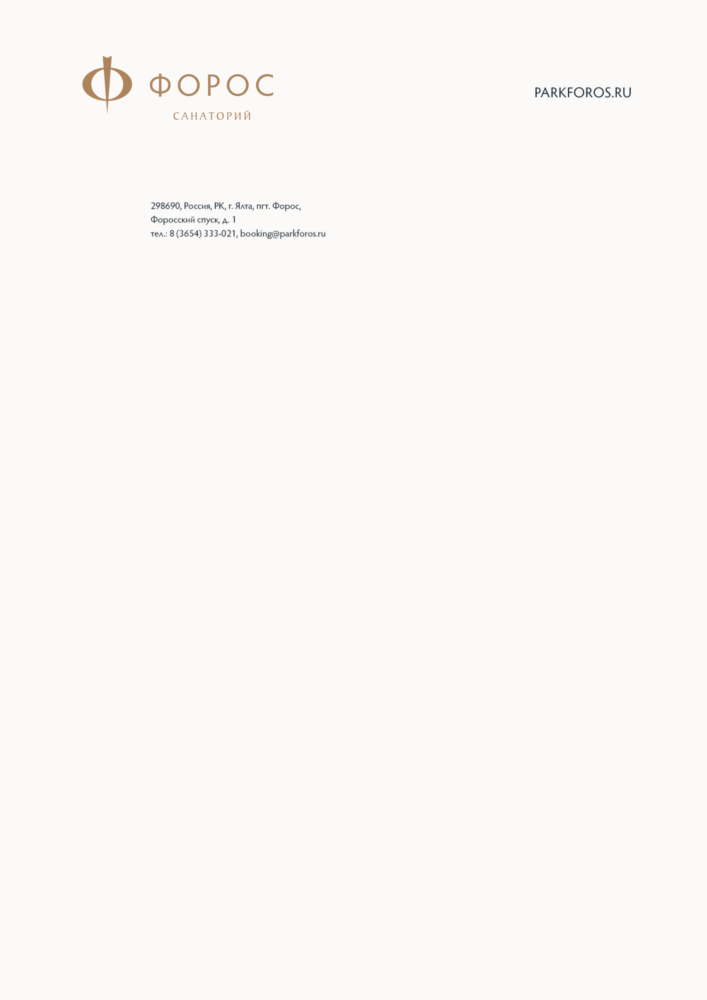 ФОРОС
САНАТОРИЙ
PARKFOROS.RU
298690, Россия, РК, г. Ялта, пгт. Форос,
Форосский спуск, д. 1
тел.: 8 (3654) 333-021, booking@parkforos.ru